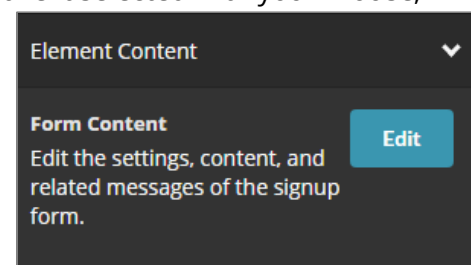 Element Content
Form Content
Edit
Edit the settings, content, and
related messages of the signup
form.